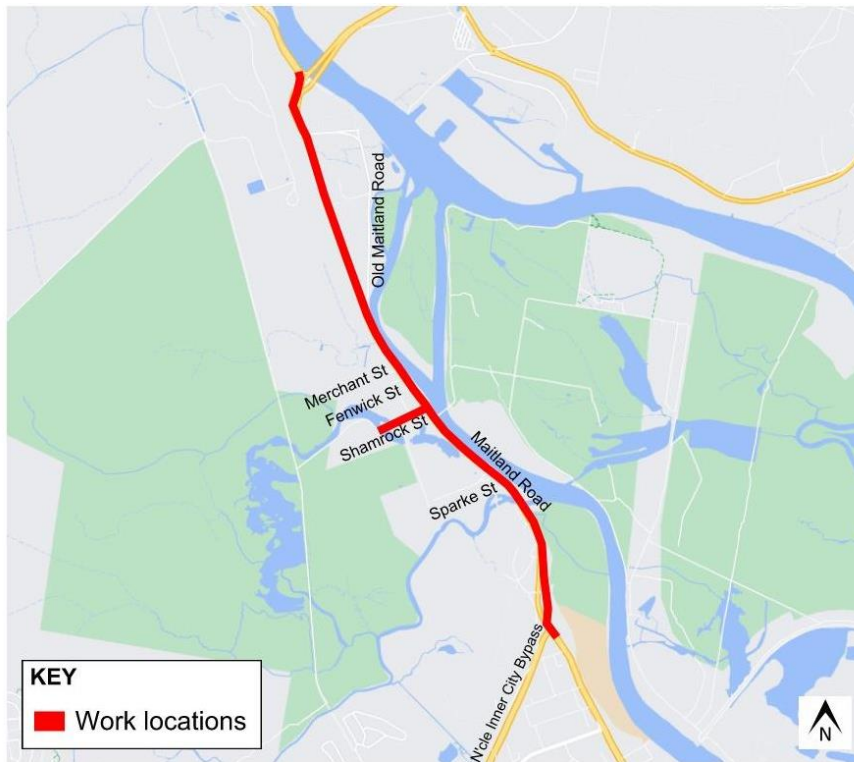 Old Maitland Road
Merchant St
Fenwick St
Shamrock St
Maitland Road
Sparke St
N'cle Inner City Bypass
KEY
Work locations
N